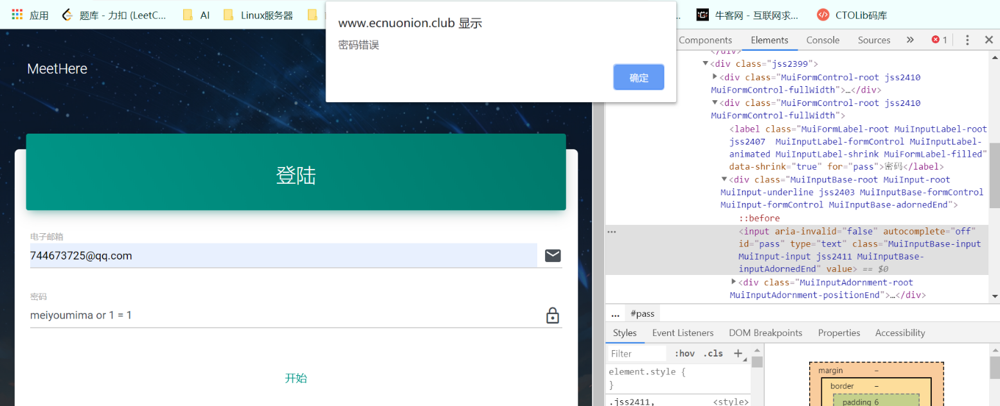 应用
题库 - 力扣 (LeetC...
AI
Linux服务器
牛客网 - 互联网求...
CTOLib码库
www.ecnuonion.club 显示
密码错误
确定
MeetHere
登陆
电子邮箱
744673725@qq.com
密码
meiyoumima or 1 = 1
开始
Components
Elements
Console
Sources
»
1
</div>
<div class="jss2399">
<div class="MuiFormControl-root jss2410
MuiFormControl-fullWidth">…</div>
<div class="MuiFormControl-root jss2410
MuiFormControl-fullWidth">
<label class="MuiFormLabel-root MuiInputLabel-root
jss2407  MuiInputLabel-formControl MuiInputLabel-
animated MuiInputLabel-shrink MuiFormLabel-filled"
data-shrink="true" for="pass">密码</label>
<div class="MuiInputBase-root MuiInput-root
MuiInput-underline jss2403 MuiInputBase-formControl
MuiInput-formControl MuiInputBase-adornedEnd">
::before
<input aria-invalid="false" autocomplete="off"
id="pass" type="text" class="MuiInputBase-input
MuiInput-input jss2411 MuiInputBase-
inputAdornedEnd" value> == $0
<div class="MuiInputAdornment-root
MuiInputAdornment-positionEnd">…</div>
... #pass
Styles
Event Listeners
DOM Breakpoints
Properties
Accessibility
Filter
:hov
.cls
+
element.style {
}
.jss2411,
<style>
margin
–
border
–
padding 6